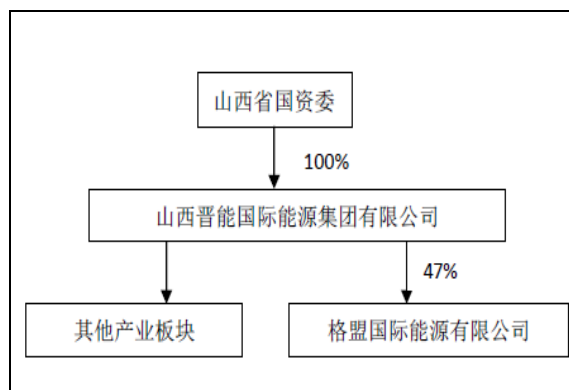 山西省国资委
100%
山西晋能国际能源集团有限公司
47%
其他产业板块
格盟国际能源有限公司